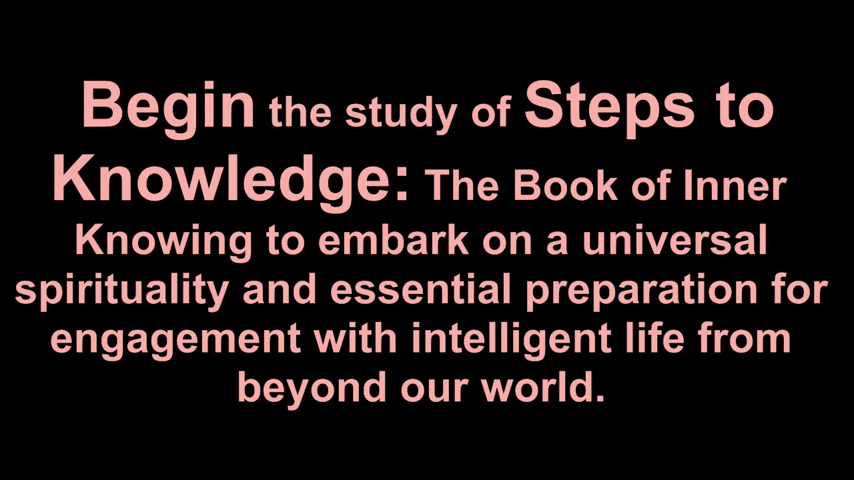 Begin the study of Steps to
Knowledge: The Book of Inner
Knowing to embark on a universal
spirituality and essential preparation for
engagement with intelligent life from
beyond our world.